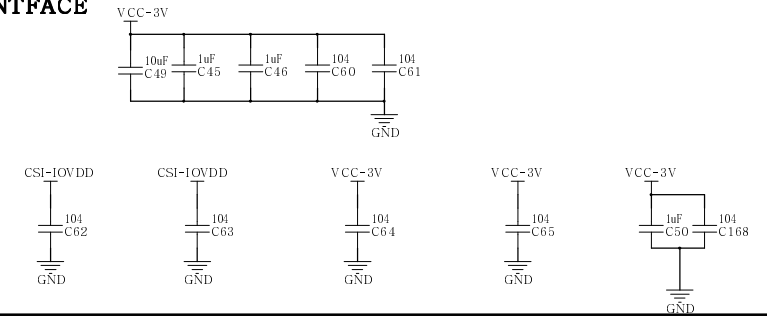 NTFACE
VCC-3V
10uF 1uF 1uF 104 104
C49 C45 C46 C60 C61
GND
CSI-IOVDD CSI-IOVDD VCC-3V VCC-3V VCC-3V
104 104 104 104 1uF 104
C62 C63 C64 C65 C50 C168
GND GND GND GND
GND